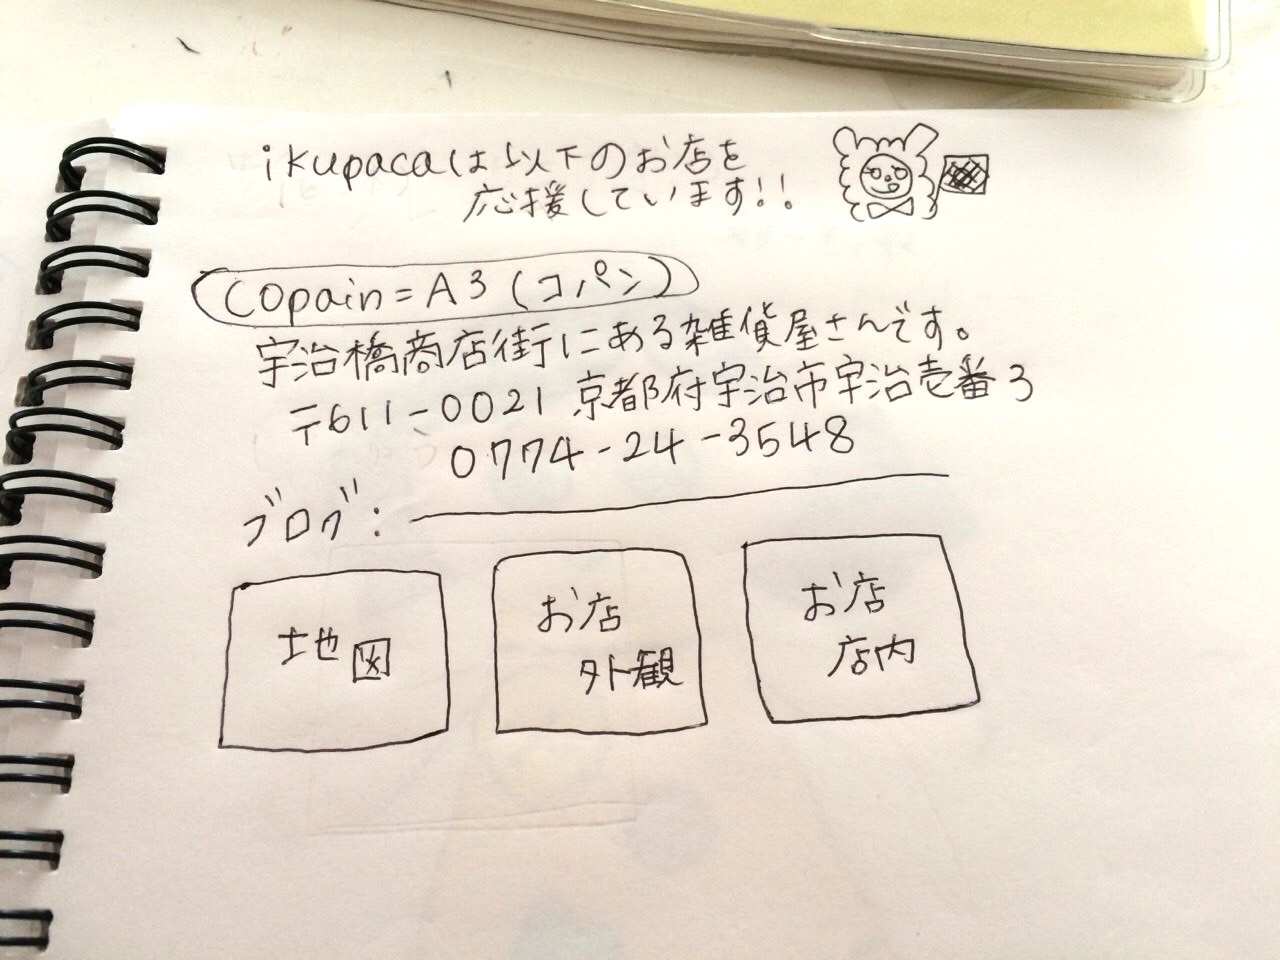 ikupacaは以下のお店を
応援しています!!
copain=A3(コパン)
宇治橋商店街にある雑貨屋さんです。
〒611-0021 京都府宇治市宇治壱番3
0774-24-3548
ブログ:
地図
お店
外観
お店
店内